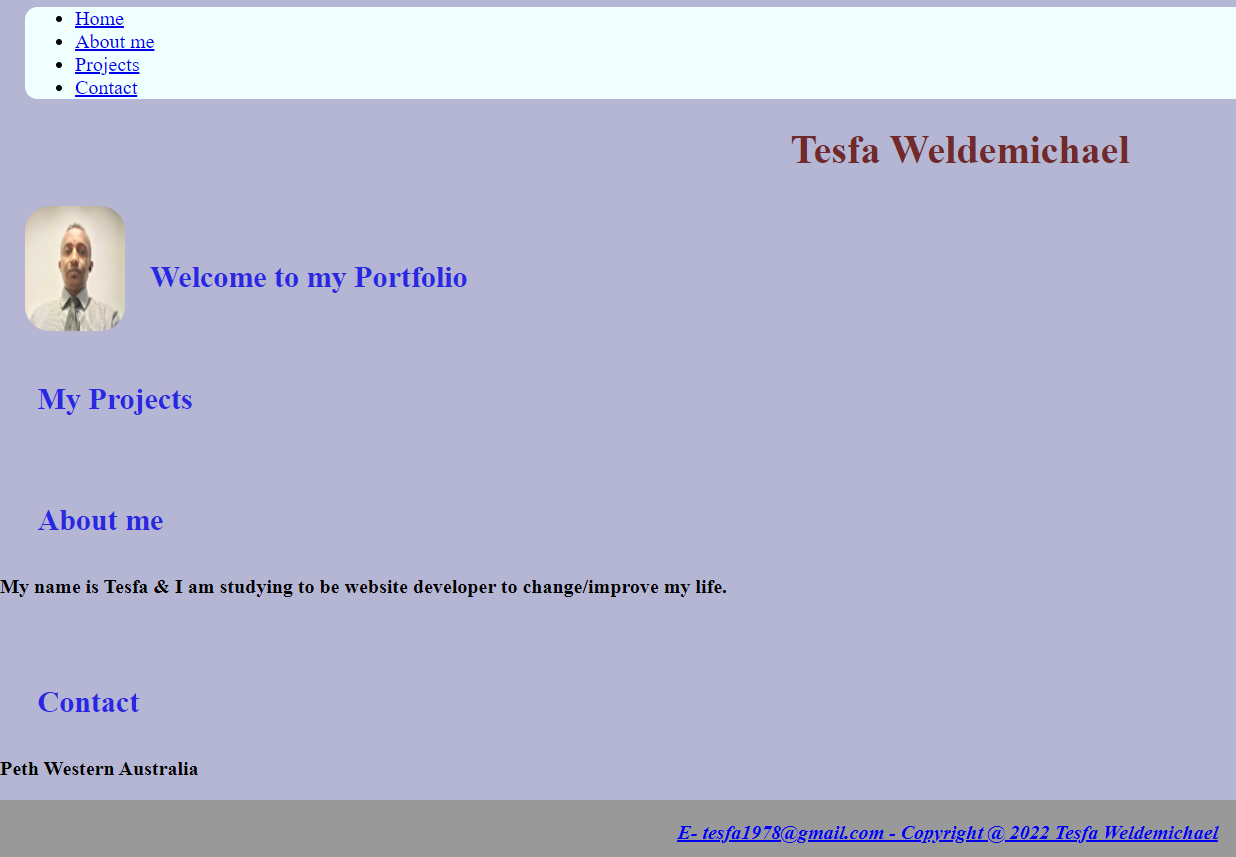 Home
About me
Projects
Contact
Tesfa Weldemichael
Welcome to my Portfolio
My Projects
About me
My name is Tesfa & I am studying to be website developer to change/improve my life.
Contact
Peth Western Australia
E- tesfa1978@gmail.com - Copyright @ 2022 Tesfa Weldemichael